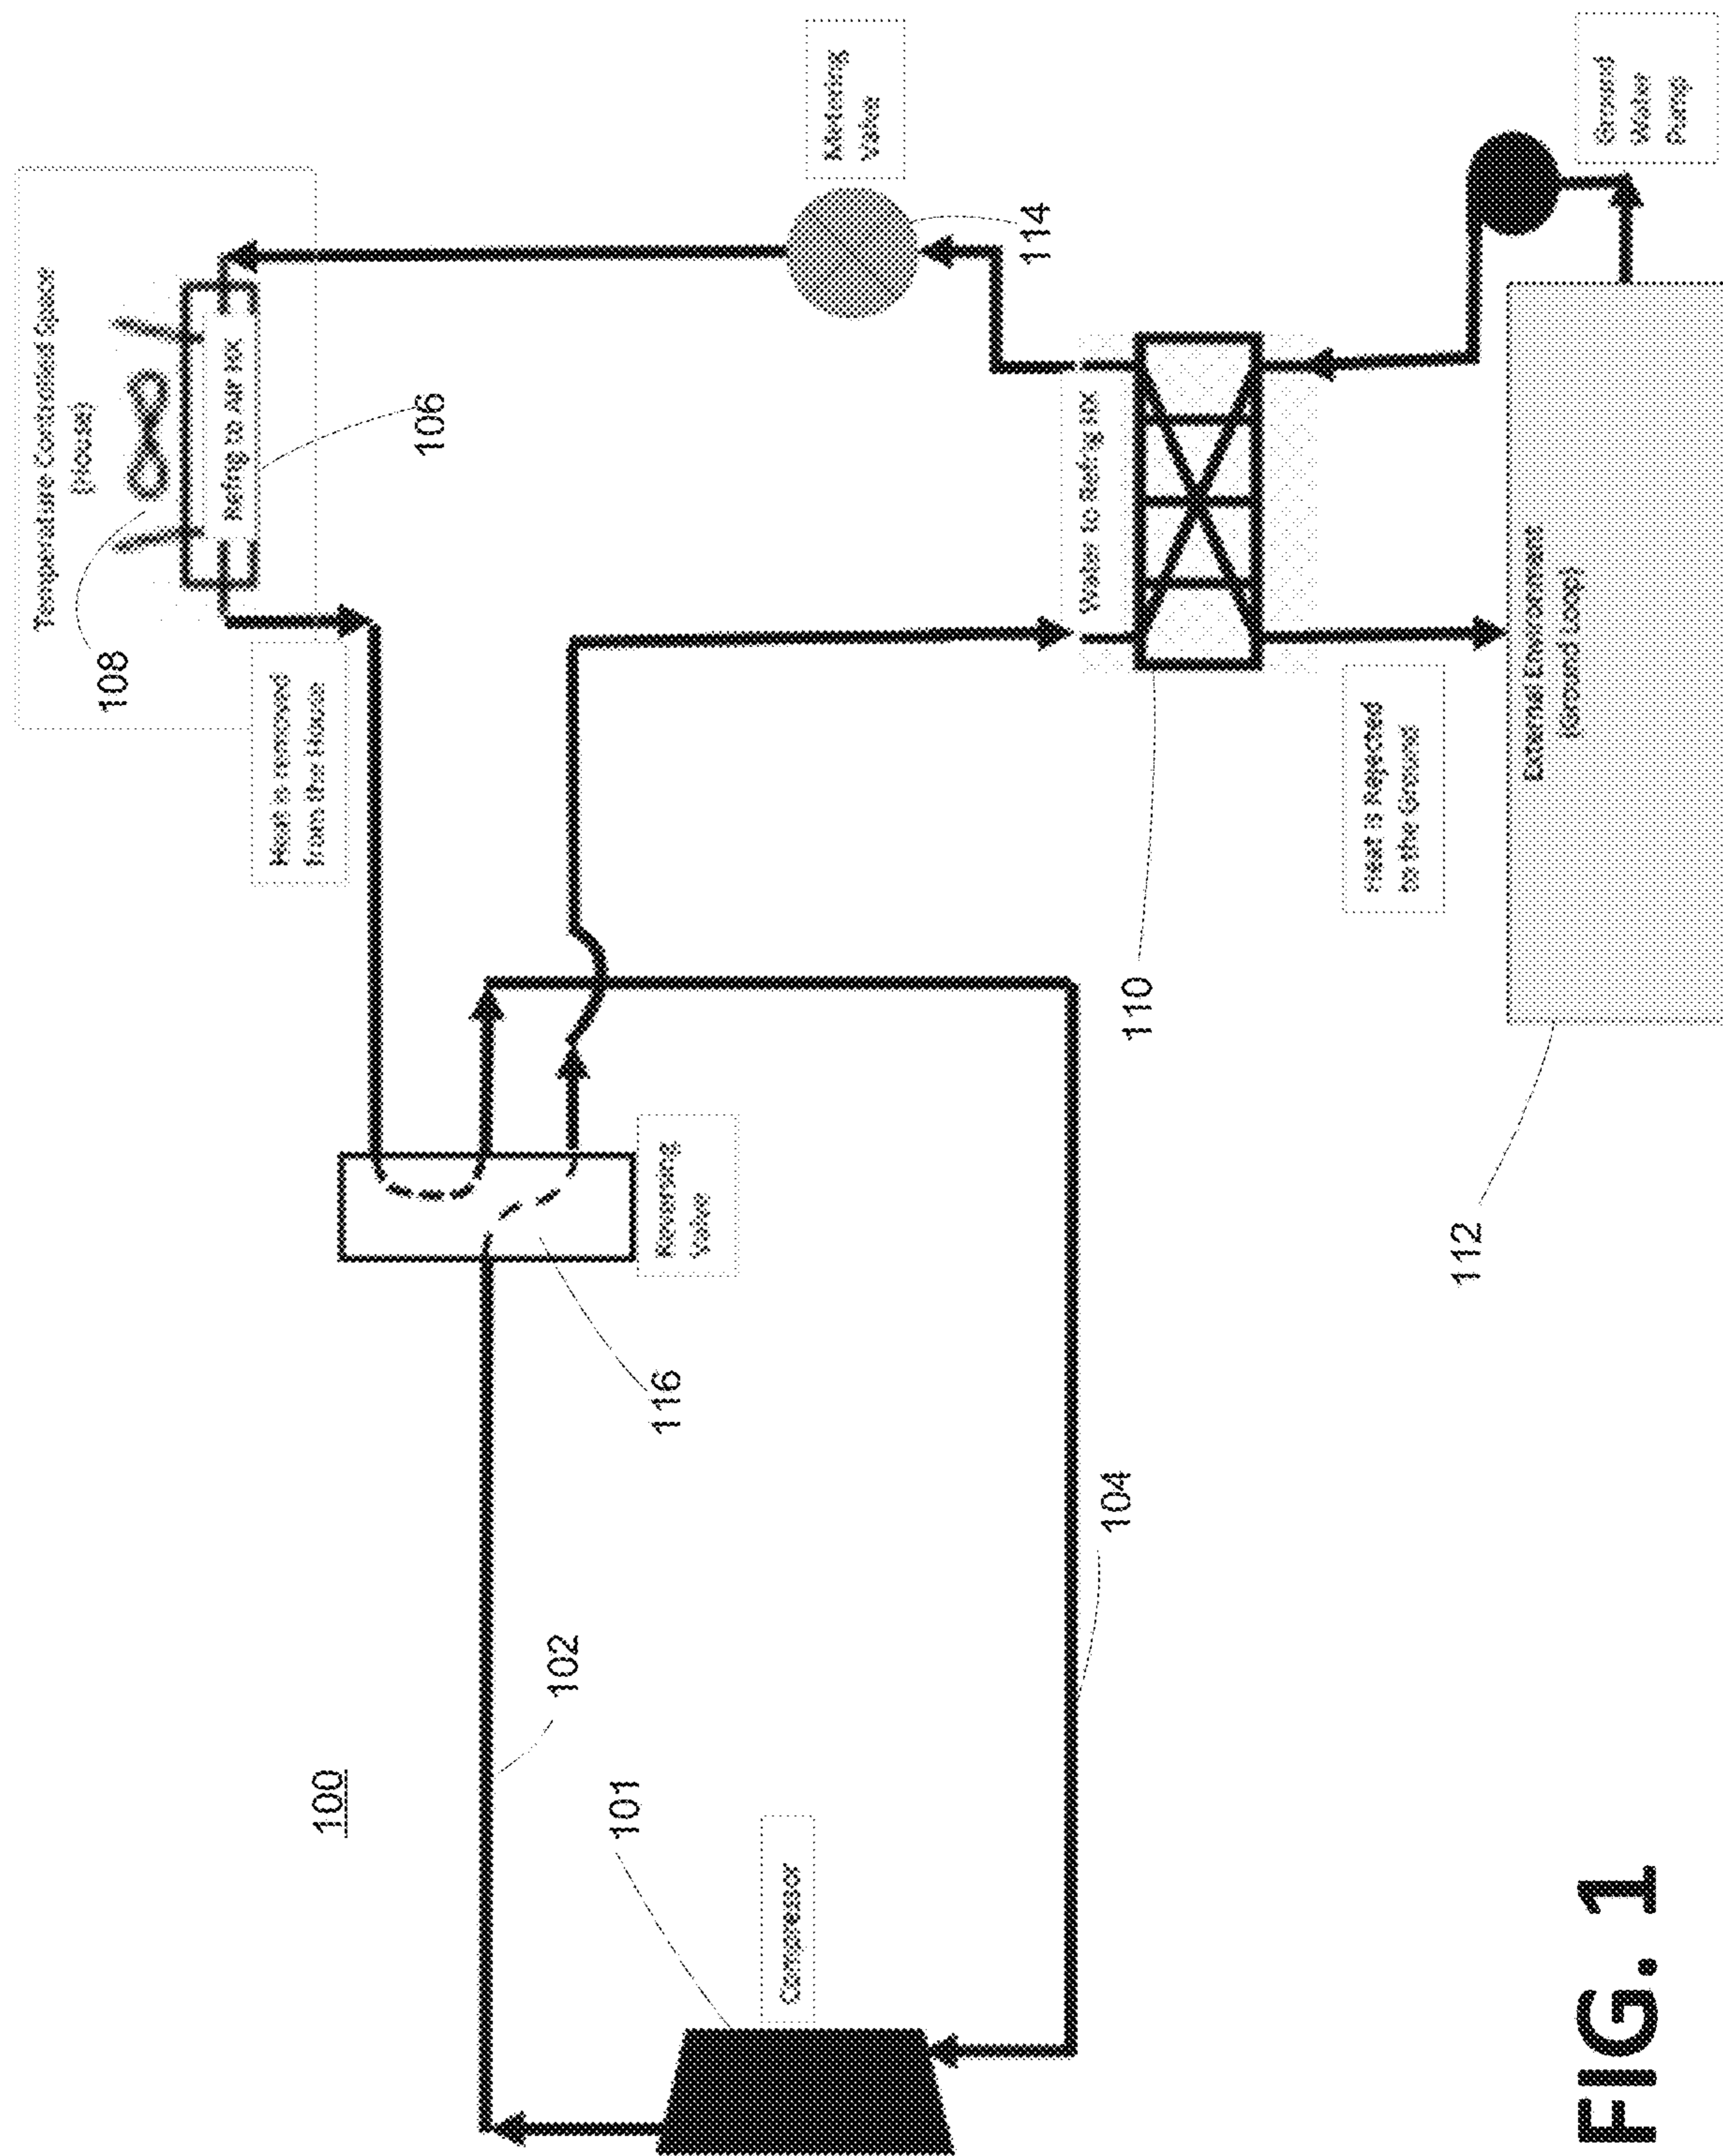 100
Temperature Controlled Space
(House)
108
Refrig to Air HX
106
Heat is removed
from the House
Metering
Valve
114
Reversing
Valve
116
102
101
Compressor
104
Water to Refrig HX
110
Heat is Rejected
to the Ground
External Enviroment
(Ground Loop)
112
Ground
Water
Pump
FIG. 1